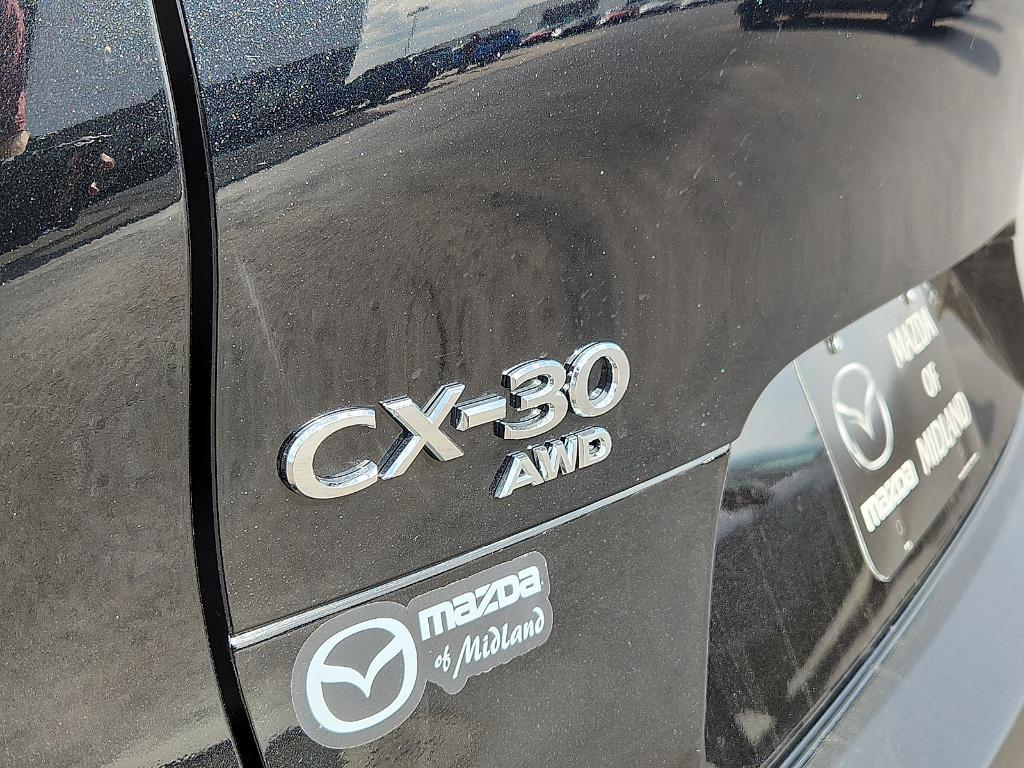 CX-30
AWD
mazda
of Midland
MAZDA
OF
MIDLAND
mazda